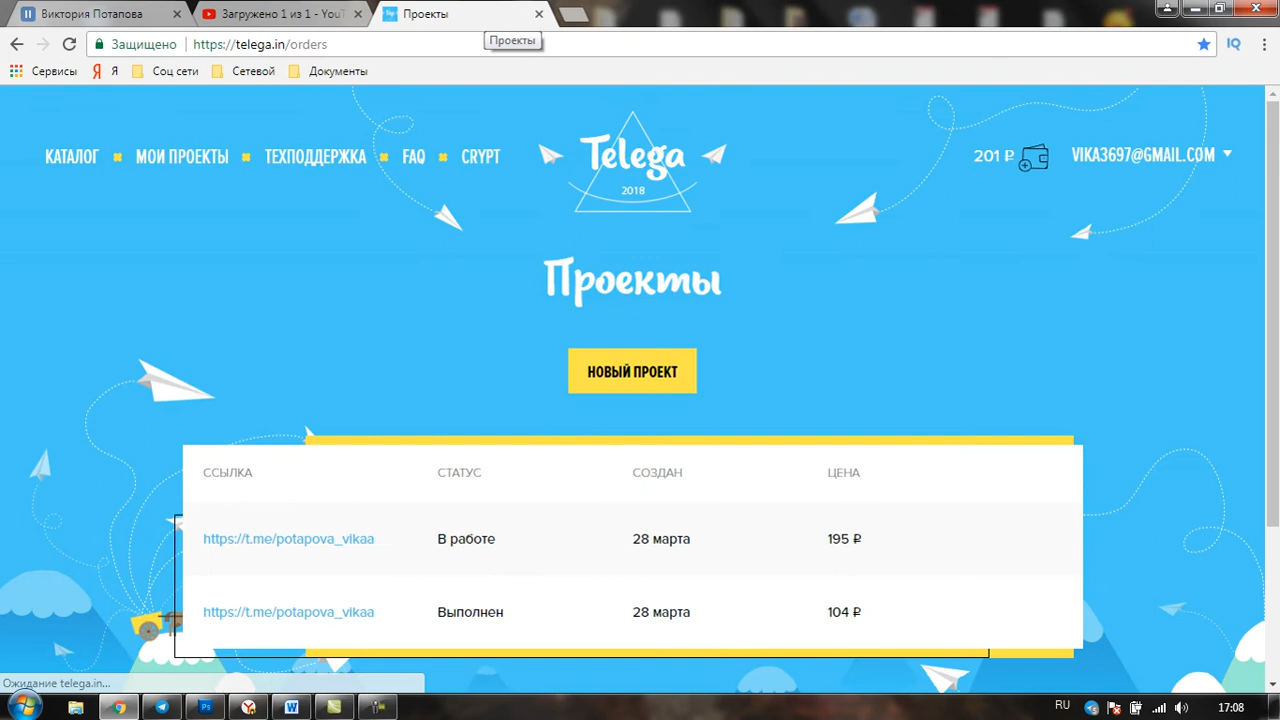 Виктория Потапова
Загружено 1 из 1 - YouT
Проекты
Защищено
https://telega.in/orders
Проекты
Сервисы
Я
Соц сети
Сетевой
Документы
КАТАЛОГ
МОИ ПРОЕКТЫ
ТЕХПОДДЕРЖКА
FAQ
CRYPT
Telega
2018
201 ₽
VIKA3697@GMAIL.COM
Проекты
НОВЫЙ ПРОЕКТ
ССЫЛКА СТАТУС СОЗДАН ЦЕНА
https://t.me/potapova_vikaa В работе 28 марта 195 ₽
https://t.me/potapova_vikaa Выполнен 28 марта 104 ₽
Ожидание telega.in...
RU
17:08